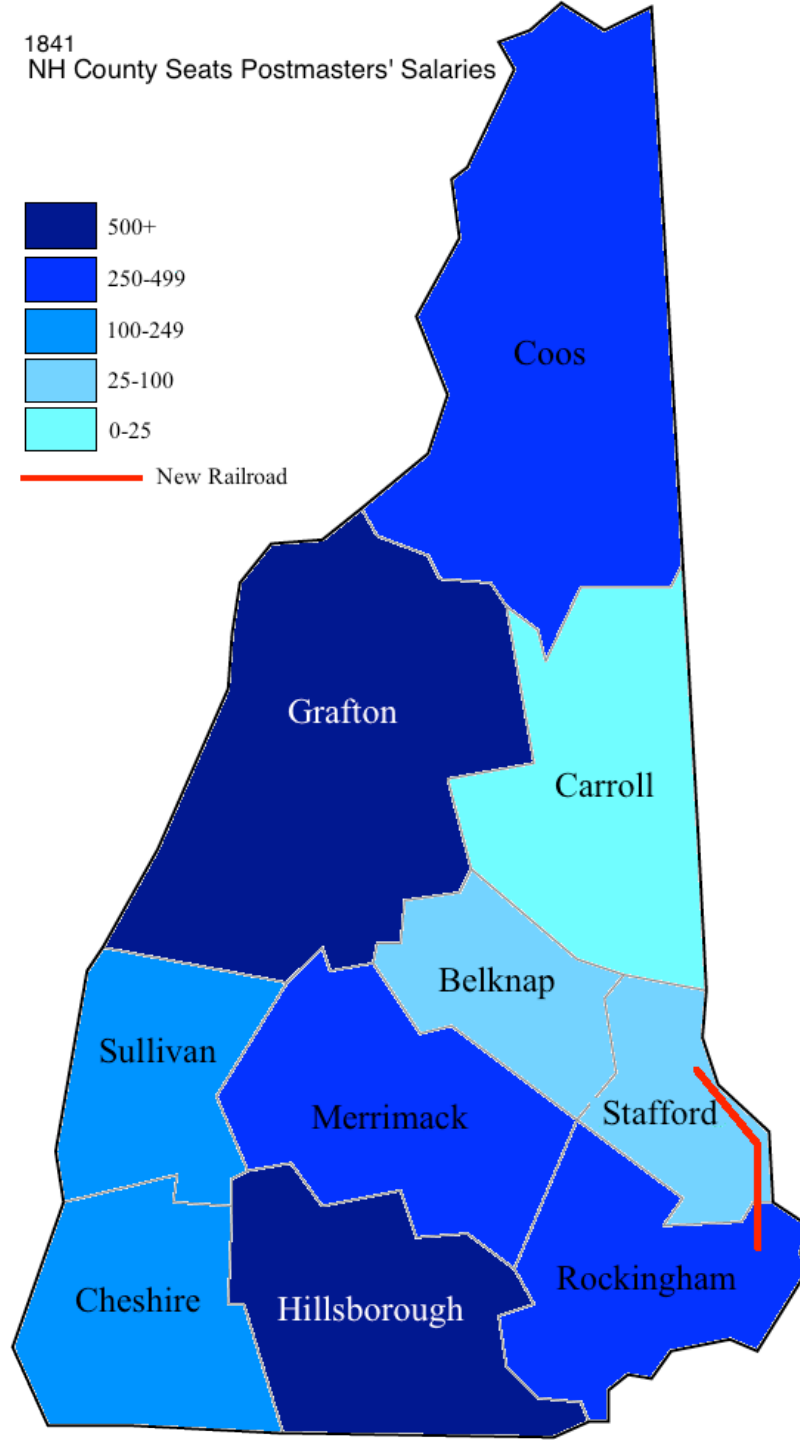 1841
NH County Seats Postmasters' Salaries
500+
250-499
100-249
25-100
0-25
New Railroad
Coos
Grafton
Carroll
Belknap
Sullivan
Merrimack
Stafford
Cheshire
Hillsborough
Rockingham